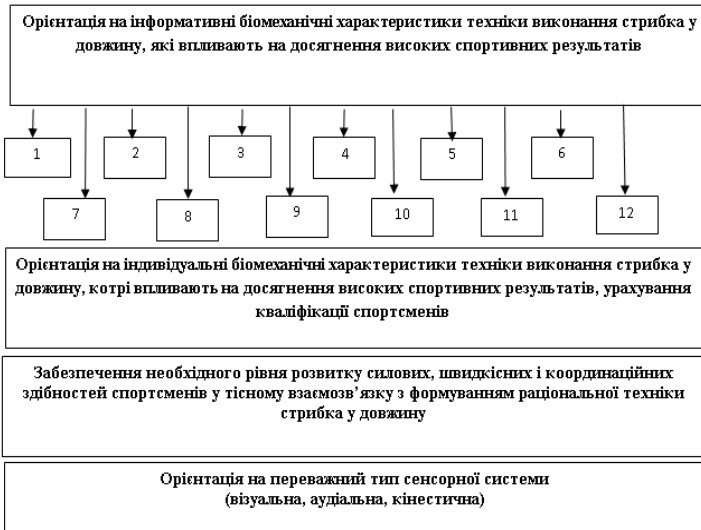 Орієнтація на інформативні біомеханічні характеристики техніки виконання стрибка у
довжину, які впливають на досягнення високих спортивних результатів
1 2 3 4 5 6
7 8 9 10 11 12
Орієнтація на індивідуальні біомеханічні характеристики техніки виконання стрибка у
довжину, котрі впливають на досягнення високих спортивних результатів, урахування
кваліфікації спортсменів
Забезпечення необхідного рівня розвитку силових, швидкісних і координаційних
здібностей спортсменів у тісному взаємозв’язку з формуванням раціональної техніки
стрибка у довжину
Орієнтація на переважний тип сенсорної системи
(візуальна, аудіальна, кінестична)